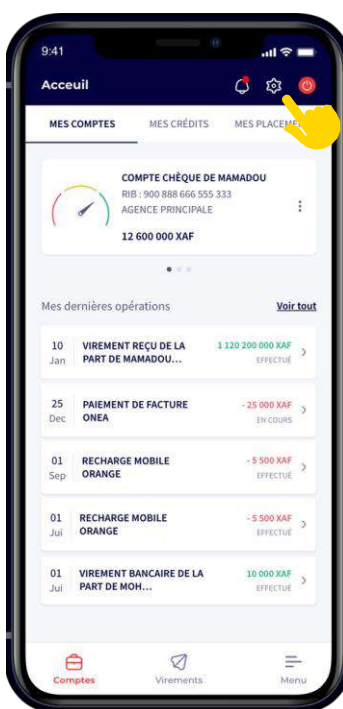 9:41
Acceuil
MES COMPTES MES CRÉDITS MES PLACEME
COMPTE CHÈQUE DE MAMADOU
RIB : 900 888 666 555 333
AGENCE PRINCIPALE
12 600 000 XAF
Mes dernières opérations Voir tout
10 VIREMENT REÇU DE LA 1 120 200 000 XAF
Jan PART DE MAMADOU... EFFECTUÉ
25 PAIEMENT DE FACTURE - 25 000 XAF
Dec ONEA EN COURS
01 RECHARGE MOBILE - 5 500 XAF
Sep ORANGE EFFECTUÉ
01 RECHARGE MOBILE - 5 500 XAF
Jui ORANGE EFFECTUÉ
01 VIREMENT BANCAIRE DE LA 10 000 XAF
Jui PART DE MOH... EFFECTUÉ
Comptes Virements Menu